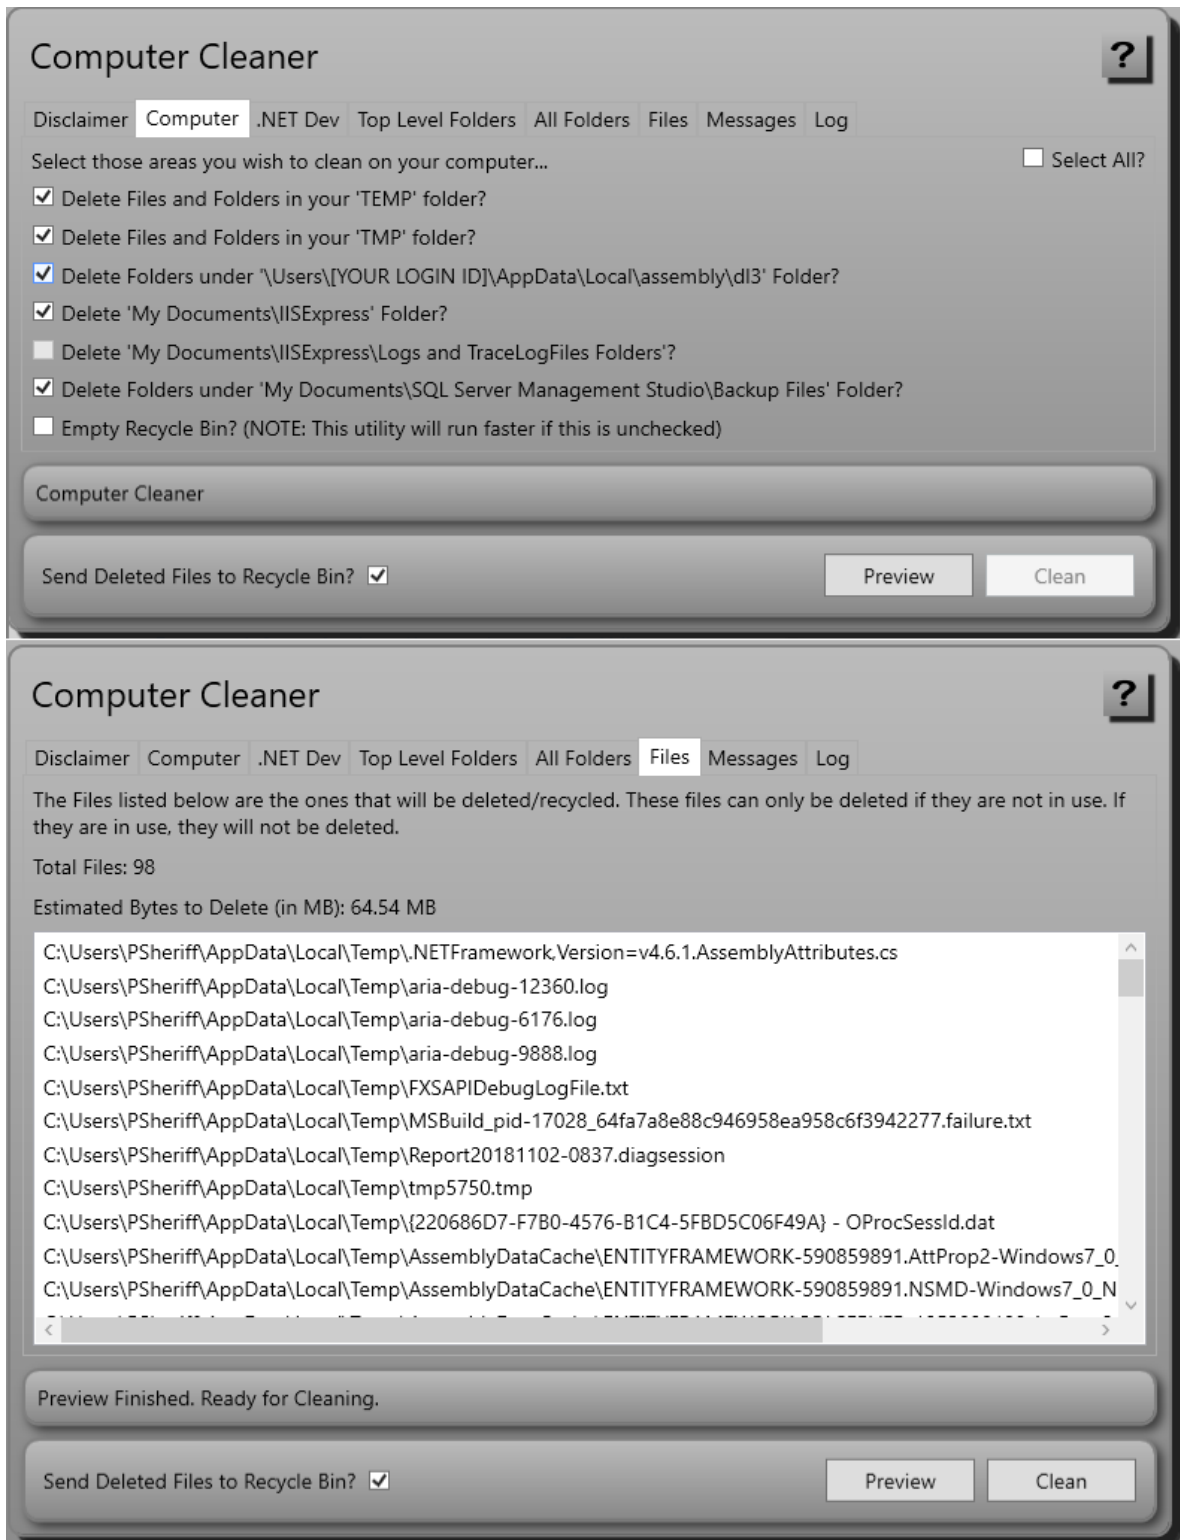 Computer Cleaner
?
Disclaimer Computer .NET Dev Top Level Folders All Folders Files Messages Log
Select those areas you wish to clean on your computer...
Select All?
Delete Files and Folders in your 'TEMP' folder?
Delete Files and Folders in your 'TMP' folder?
Delete Folders under '\Users\[YOUR LOGIN ID]\AppData\Local\assembly\dl3' Folder?
Delete 'My Documents\IISExpress' Folder?
Delete 'My Documents\IISExpress\Logs and TraceLogFiles Folders'?
Delete Folders under 'My Documents\SQL Server Management Studio\Backup Files' Folder?
Empty Recycle Bin? (NOTE: This utility will run faster if this is unchecked)
Computer Cleaner
Send Deleted Files to Recycle Bin?
Preview
Clean
Computer Cleaner
?
Disclaimer Computer .NET Dev Top Level Folders All Folders Files Messages Log
The Files listed below are the ones that will be deleted/recycled. These files can only be deleted if they are not in use. If
they are in use, they will not be deleted.
Total Files: 98
Estimated Bytes to Delete (in MB): 64.54 MB
C:\Users\PSheriff\AppData\Local\Temp\.NETFramework,Version=v4.6.1.AssemblyAttributes.cs
C:\Users\PSheriff\AppData\Local\Temp\aria-debug-12360.log
C:\Users\PSheriff\AppData\Local\Temp\aria-debug-6176.log
C:\Users\PSheriff\AppData\Local\Temp\aria-debug-9888.log
C:\Users\PSheriff\AppData\Local\Temp\FXSAPIDebugLogFile.txt
C:\Users\PSheriff\AppData\Local\Temp\MSBuild_pid-17028_64fa7a8e88c946958ea958c6f3942277.failure.txt
C:\Users\PSheriff\AppData\Local\Temp\Report20181102-0837.diagsession
C:\Users\PSheriff\AppData\Local\Temp\tmp5750.tmp
C:\Users\PSheriff\AppData\Local\Temp\{220686D7-F7B0-4576-B1C4-5FBD5C06F49A} - OProcSessId.dat
C:\Users\PSheriff\AppData\Local\Temp\AssemblyDataCache\ENTITYFRAMEWORK-590859891.AttProp2-Windows7_0_
C:\Users\PSheriff\AppData\Local\Temp\AssemblyDataCache\ENTITYFRAMEWORK-590859891.NSMD-Windows7_0_N
Preview Finished. Ready for Cleaning.
Send Deleted Files to Recycle Bin?
Preview
Clean